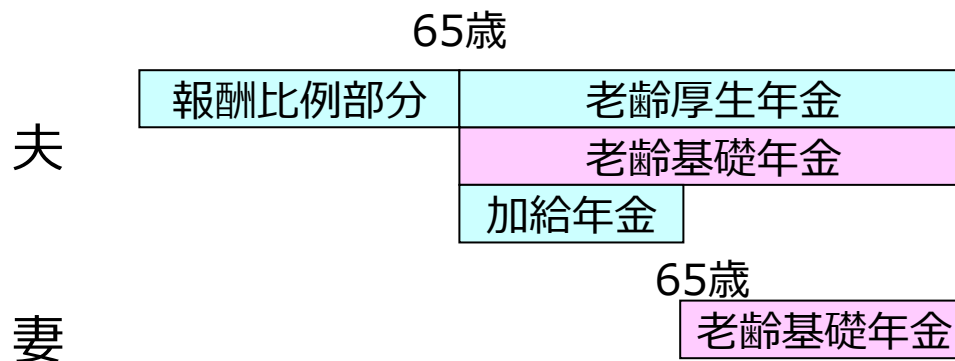 65歳
報酬比例部分 老齢厚生年金
夫
老齢基礎年金
加給年金
65歳
妻
老齢基礎年金